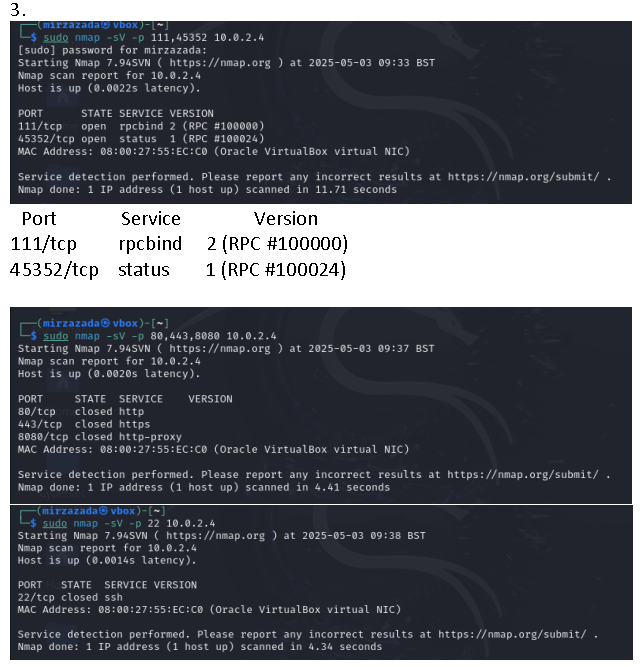 3.
┌──(mirzazada㉿vbox)-[~]
└─$ sudo nmap -sV -p 111,45352 10.0.2.4
[sudo] password for mirzazada:
Starting Nmap 7.94SVN ( https://nmap.org ) at 2025-05-03 09:33 BST
Nmap scan report for 10.0.2.4
Host is up (0.0022s latency).
PORT STATE SERVICE VERSION
111/tcp open rpcbind 2 (RPC #100000)
45352/tcp open status 1 (RPC #100024)
MAC Address: 08:00:27:55:EC:C0 (Oracle VirtualBox virtual NIC)
Service detection performed. Please report any incorrect results at https://nmap.org/submit/ .
Nmap done: 1 IP address (1 host up) scanned in 11.71 seconds
Port Service Version
111/tcp rpcbind 2 (RPC #100000)
45352/tcp status 1 (RPC #100024)
┌──(mirzazada㉿vbox)-[~]
└─$ sudo nmap -sV -p 80,443,8080 10.0.2.4
Starting Nmap 7.94SVN ( https://nmap.org ) at 2025-05-03 09:37 BST
Nmap scan report for 10.0.2.4
Host is up (0.0020s latency).
PORT STATE SERVICE VERSION
80/tcp closed http
443/tcp closed https
8080/tcp closed http-proxy
MAC Address: 08:00:27:55:EC:C0 (Oracle VirtualBox virtual NIC)
Service detection performed. Please report any incorrect results at https://nmap.org/submit/ .
Nmap done: 1 IP address (1 host up) scanned in 4.41 seconds
┌──(mirzazada㉿vbox)-[~]
└─$ sudo nmap -sV -p 22 10.0.2.4
Starting Nmap 7.94SVN ( https://nmap.org ) at 2025-05-03 09:38 BST
Nmap scan report for 10.0.2.4
Host is up (0.0014s latency).
PORT STATE SERVICE VERSION
22/tcp closed ssh
MAC Address: 08:00:27:55:EC:C0 (Oracle VirtualBox virtual NIC)
Service detection performed. Please report any incorrect results at https://nmap.org/submit/ .
Nmap done: 1 IP address (1 host up) scanned in 4.34 seconds